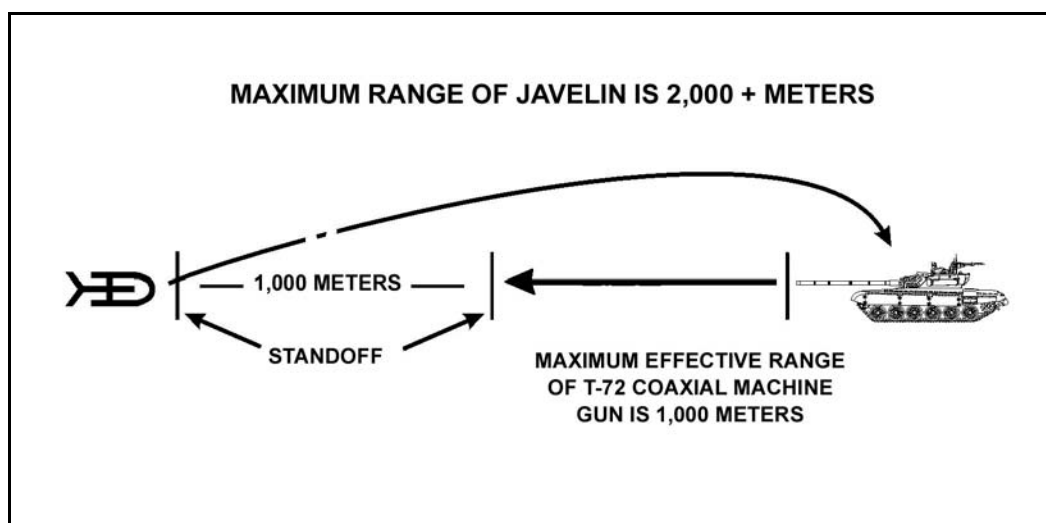 MAXIMUM RANGE OF JAVELIN IS 2,000 + METERS
1,000 METERS
STANDOFF
MAXIMUM EFFECTIVE RANGE
OF T-72 COAXIAL MACHINE
GUN IS 1,000 METERS